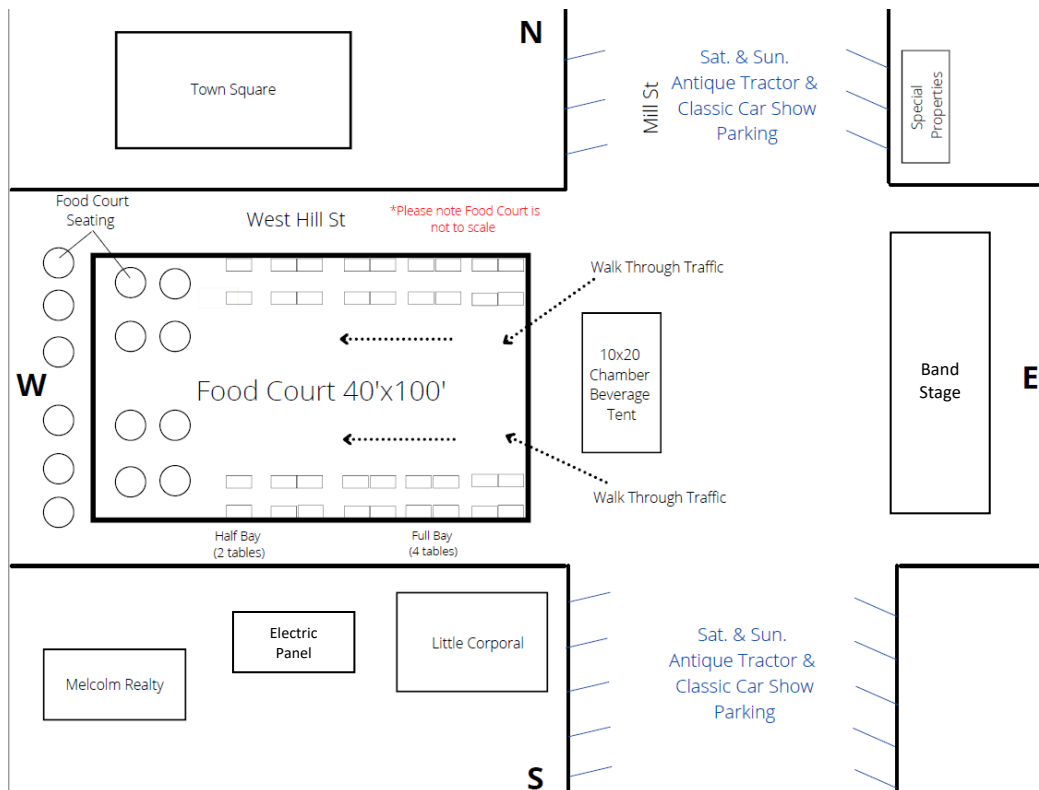 N
Sat. & Sun.
Antique Tractor &
Classic Car Show
Parking
Mill St
Special
Properties
Town Square
Food Court
Seating
West Hill St
*Please note Food Court is
not to scale
Walk Through Traffic
W
Food Court 40'x100'
10x20
Chamber
Beverage
Tent
Band
Stage
E
Walk Through Traffic
Half Bay
(2 tables)
Full Bay
(4 tables)
Electric
Panel
Little Corporal
Melcolm Realty
Sat. & Sun.
Antique Tractor &
Classic Car Show
Parking
S